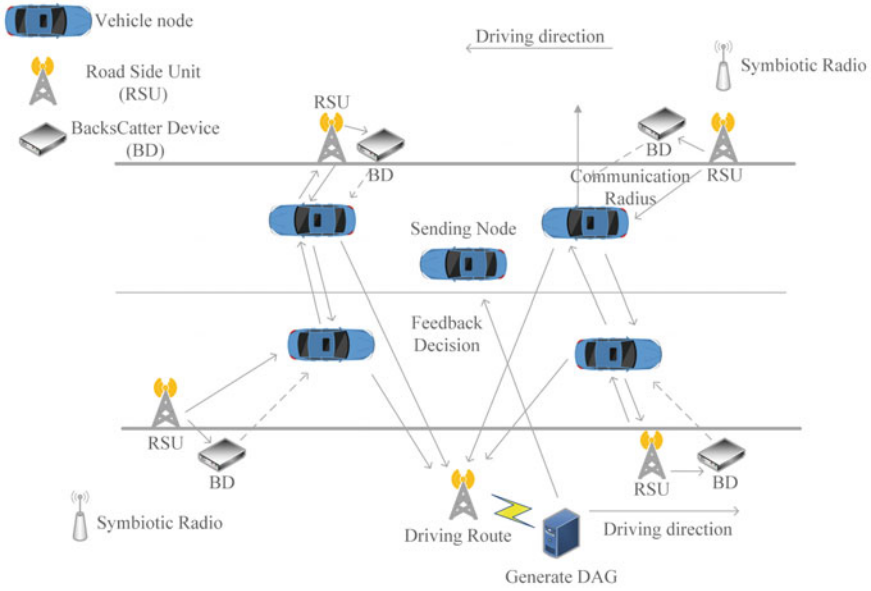 Vehicle node
Road Side Unit
(RSU)
BacksCatter Device
(BD)
Driving direction
Symbiotic Radio
RSU
BD
BD
RSU
Communication
Radius
Sending Node
Feedback
Decision
RSU
BD
RSU
BD
Symbiotic Radio
Driving Route
Driving direction
Generate DAG